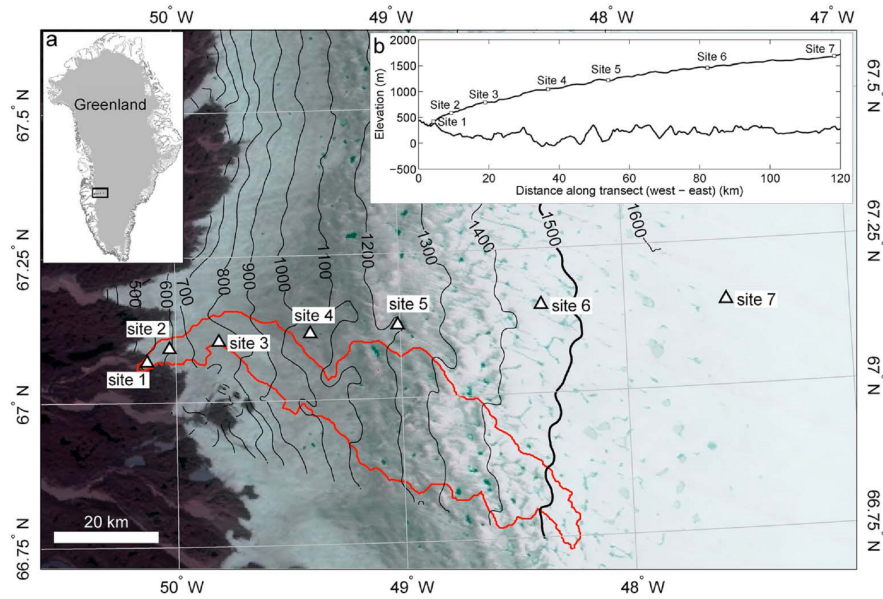 50° W
49° W
48° W
47° W
a
Greenland
b
2000
1500
1000
500
0
-500
Elevation (m)
Site 1
Site 2
Site 3
Site 4
Site 5
Site 6
Site 7
0
20
40
60
80
100
120
Distance along transect (west – east) (km)
67.5° N
67.25° N
67° N
66.75° N
67.5° N
67.25° N
67° N
66.75° N
500
600
700
800
900
1000
1100
1200
1300
1400
1500
1600
site 1
site 2
site 3
site 4
site 5
site 6
site 7
20 km
50° W
49° W
48° W